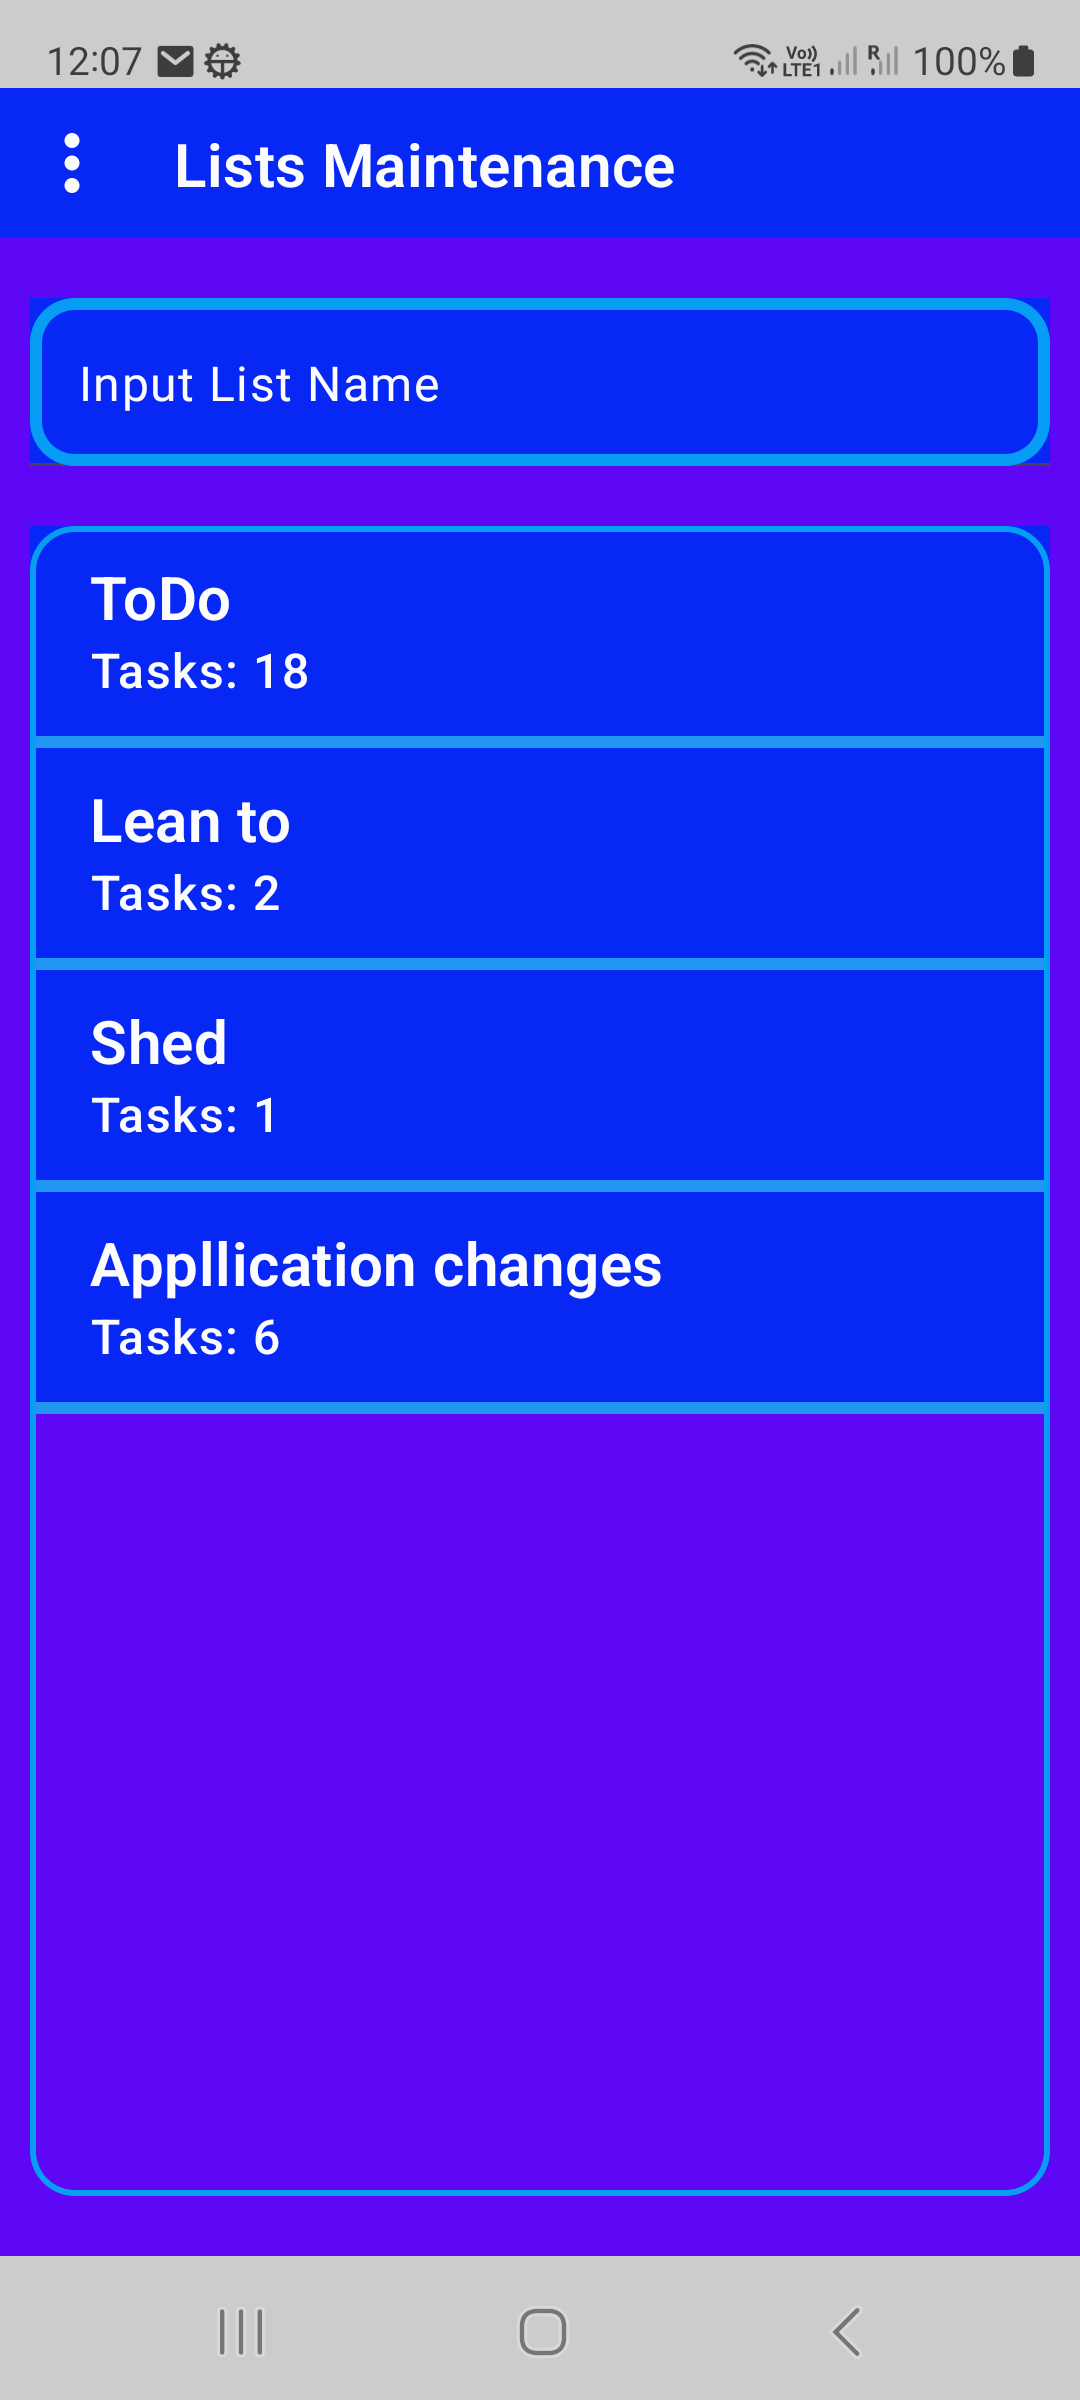 12:07 Vo)) LTE1 R 100%
Lists Maintenance
Input List Name
ToDo
Tasks: 18
Lean to
Tasks: 2
Shed
Tasks: 1
Appllication changes
Tasks: 6